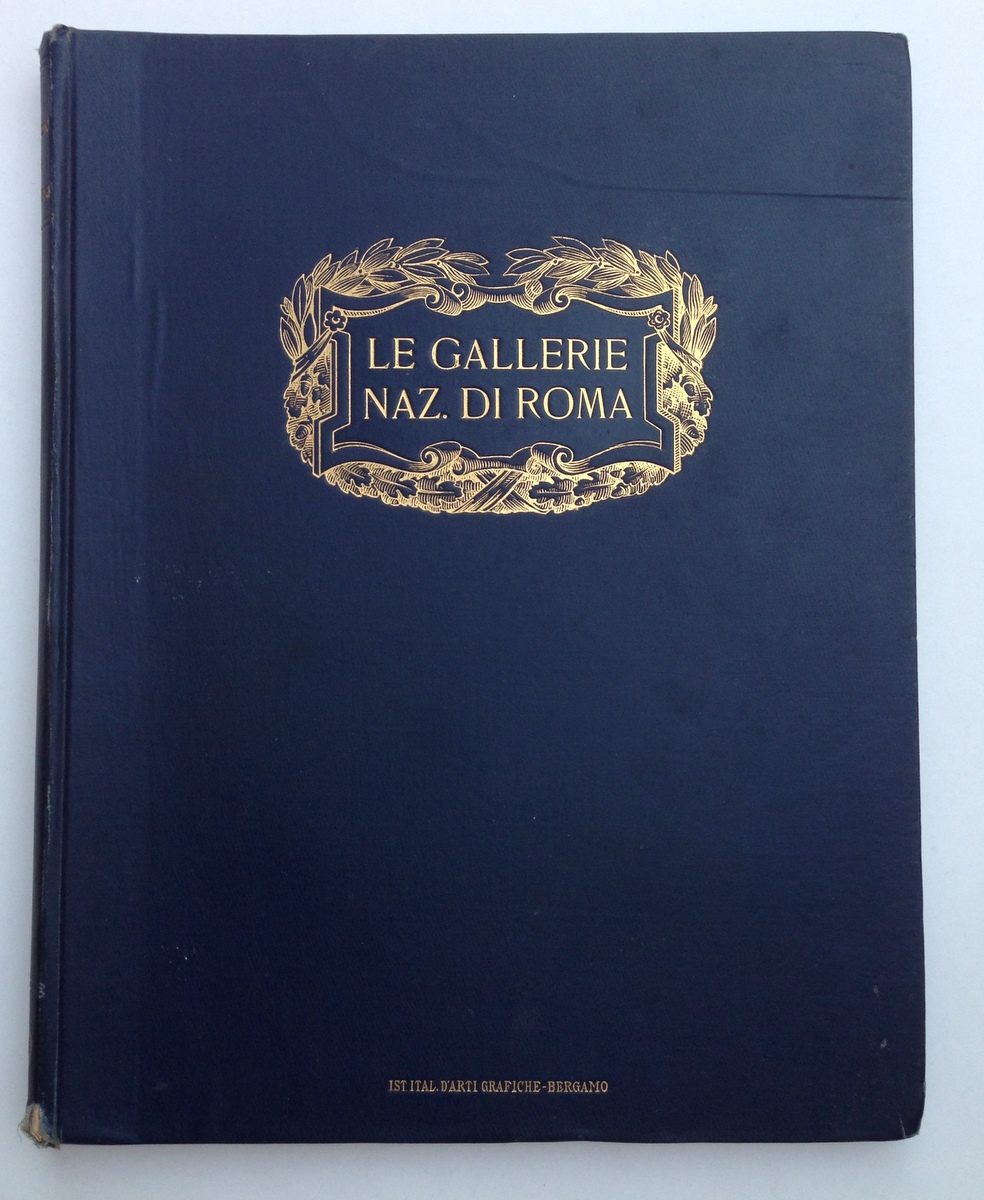 LE GALLERIE
NAZ. DI ROMA
IST ITAL. D'ARTI GRAFICHE-BERGAMO